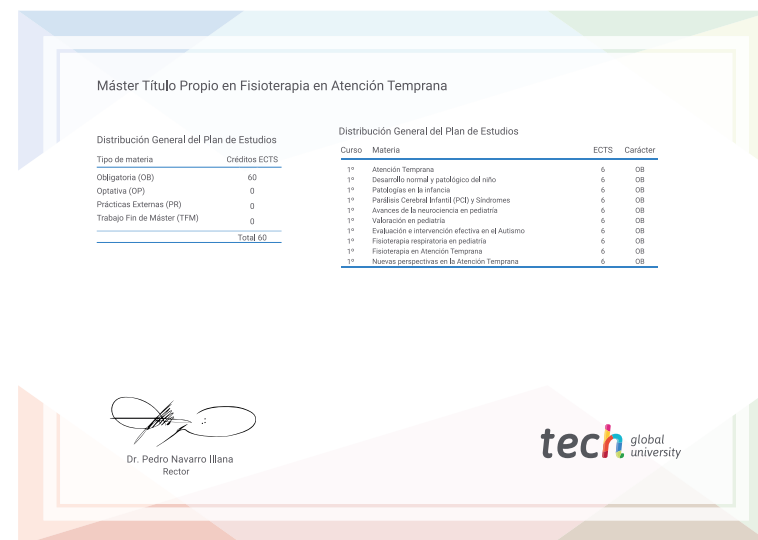 Máster Título Propio en Fisioterapia en Atención Temprana
Distribución General del Plan de Estudios
Tipo de materia Créditos ECTS
Obligatoria (OB) 60
Optativa (OP) 0
Prácticas Externas (PR) 0
Trabajo Fin de Máster (TFM) 0
Total 60
Distribución General del Plan de Estudios
Curso Materia ECTS Carácter
1º Atención Temprana 6 OB
1º Desarrollo normal y patológico del niño 6 OB
1º Patologías en la infancia 6 OB
1º Parálisis Cerebral Infantil (PCI) y Síndromes 6 OB
1º Avances de la neurociencia en pediatría 6 OB
1º Valoración en pediatría 6 OB
1º Evaluación e intervención efectiva en el Autismo 6 OB
1º Fisioterapia respiratoria en pediatría 6 OB
1º Fisioterapia en Atención Temprana 6 OB
1º Nuevas perspectivas en la Atención Temprana 6 OB
Dr. Pedro Navarro Illana
Rector
tech global
university